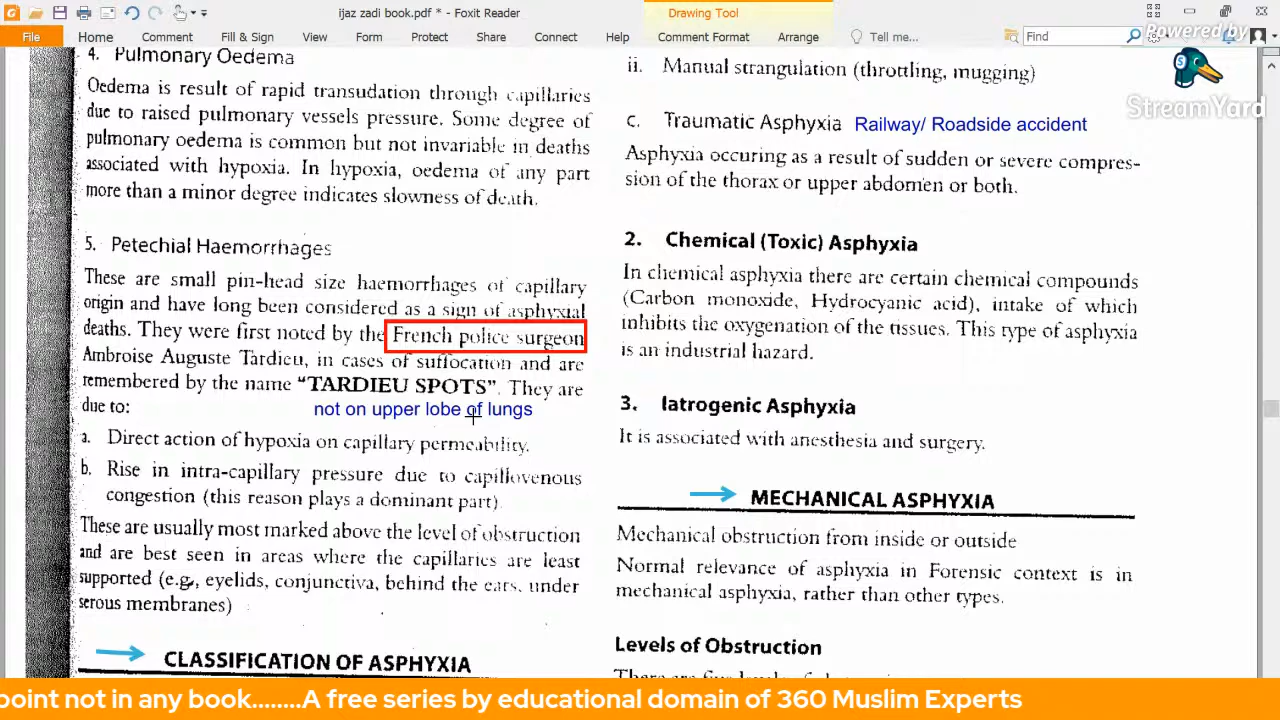 ijaz zadi book.pdf * - Foxit Reader
Drawing Tool
File
Home
Comment
Fill & Sign
View
Form
Protect
Share
Connect
Help
Comment Format
Arrange
Tell me...
Find
Powered by
StreamYard
4. Pulmonary Oedema
Oedema is result of rapid transudation through capillaries
due to raised pulmonary vessels pressure. Some degree of
pulmonary oedema is common but not invariable in deaths
associated with hypoxia. In hypoxia, oedema of any part
more than a minor degree indicates slowness of death.
5. Petechial Haemorrhages
These are small pin-head size haemorrhages of capillary
origin and have long been considered as a sign of asphyxial
deaths. They were first noted by the French police surgeon
Ambroise Auguste Tardieu, in cases of suffocation and are
remembered by the name "TARDIEU SPOTS". They are
due to:
not on upper lobe of lungs
a. Direct action of hypoxia on capillary permeability.
b. Rise in intra-capillary pressure due to capillovenous
congestion (this reason plays a dominant part)
These are usually most marked above the level of obstruction
and are best seen in areas where the capillaries are least
supported (e.g., eyelids, conjunctiva, behind the ears, under
serous membranes)
CLASSIFICATION OF ASPHYXIA
ii. Manual strangulation (throttling, mugging)
c. Traumatic Asphyxia Railway/ Roadside accident
Asphyxia occuring as a result of sudden or severe compres-
sion of the thorax or upper abdomen or both.
2. Chemical (Toxic) Asphyxia
In chemical asphyxia there are certain chemical compounds
(Carbon monoxide, Hydrocyanic acid), intake of which
inhibits the oxygenation of the tissues. This type of asphyxia
is an industrial hazard.
3. Iatrogenic Asphyxia
It is associated with anesthesia and surgery.
MECHANICAL ASPHYXIA
Mechanical obstruction from inside or outside
Normal relevance of asphyxia in Forensic context is in
mechanical asphyxia, rather than other types.
Levels of Obstruction
point not in any book........A free series by educational domain of 360 Muslim Experts